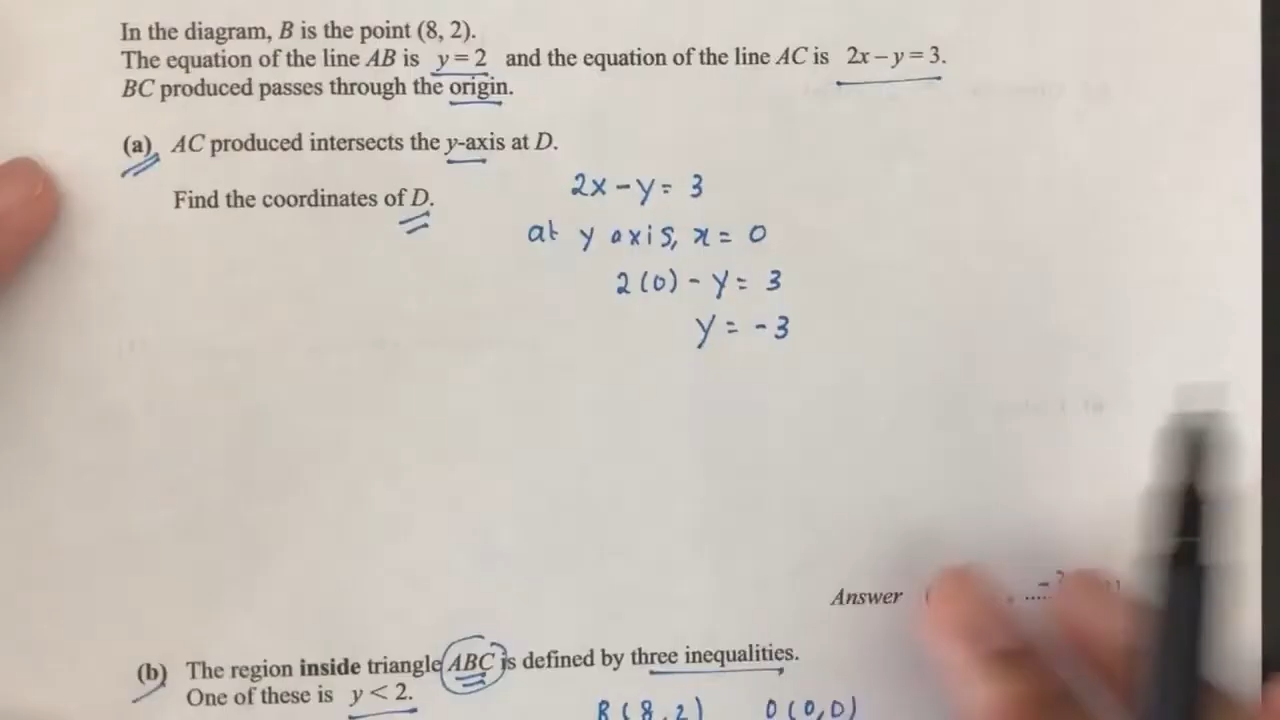 In the diagram, B is the point (8, 2).
The equation of the line AB is y = 2 and the equation of the line AC is 2x – y = 3.
BC produced passes through the origin.
(a) AC produced intersects the y-axis at D.
Find the coordinates of D.
2x - y = 3
at y axis, x = 0
2(0) - y = 3
y = -3
Answer
(b) The region inside triangle ABC is defined by three inequalities.
One of these is y < 2.
B(8,2) O(0,0)